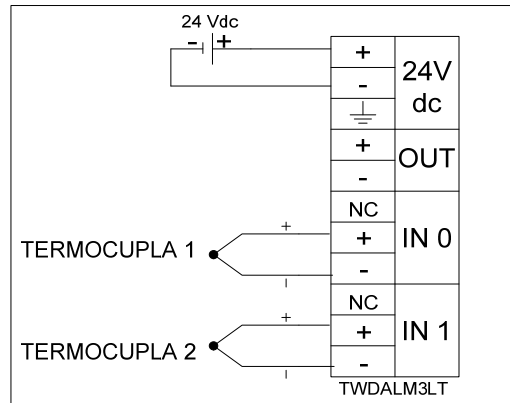 24 Vdc
- +
+
-
24V
dc
+
-
OUT
NC
+
-
IN 0
TERMOCUPLA 1
+
-
NC
+
-
IN 1
TERMOCUPLA 2
+
-
TWDALM3LT